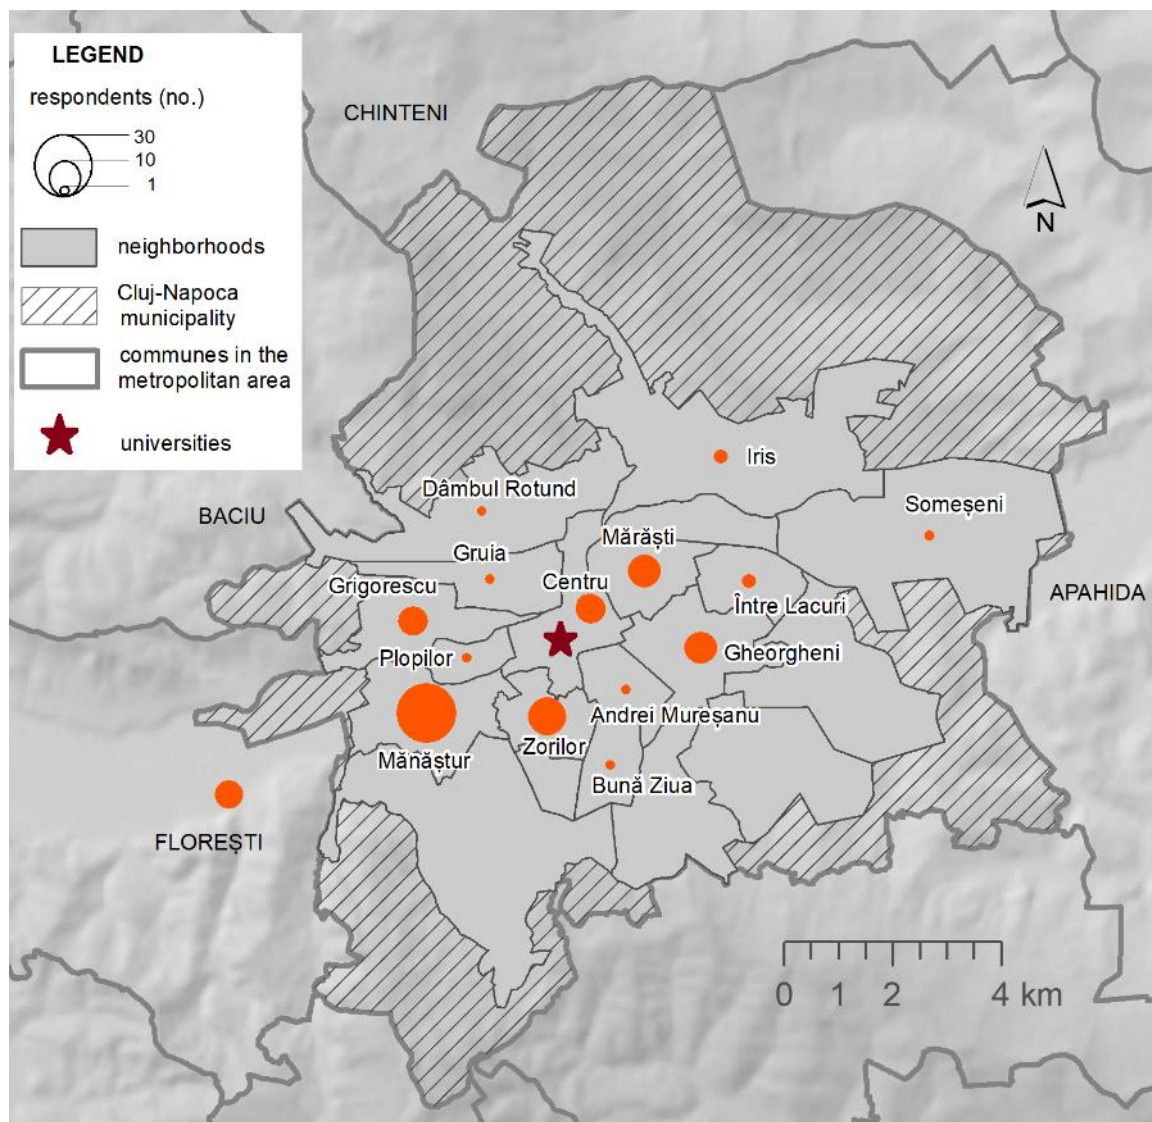 LEGEND
respondents (no.)
30
10
1
neighborhoods
Cluj-Napoca
municipality
communes in the
metropolitan area
universities
CHINTENI
N
Iris
Dâmbul Rotund
Someșeni
BACIU
Mărăști
Gruia
Centru
Grigorescu
APAHIDA
Între Lacuri
Plopilor
Gheorgheni
Andrei Mureșanu
Zorilor
Mănăștur
Bună Ziua
FLOREȘTI
0 1 2 4 km